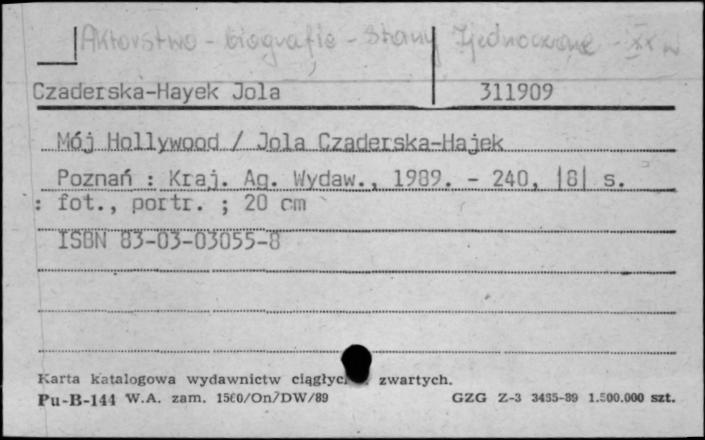 Aktorstwo - biografie - Stany Zjednoczone - XX w
Czaderska-Hayek Jola 311909
Mój Hollywood / Jola Czaderska-Hajek
Poznań : Kraj. Ag. Wydaw., 1989. - 240, |8| s.
: fot., portr. ; 20 cm
ISBN 83-03-03055-8
Karta katalogowa wydawnictw ciągłych zwartych.
Pu-B-144 W.A. zam. 1560/On/DW/89 GZG Z-3 3435-89 1.500.000 szt.